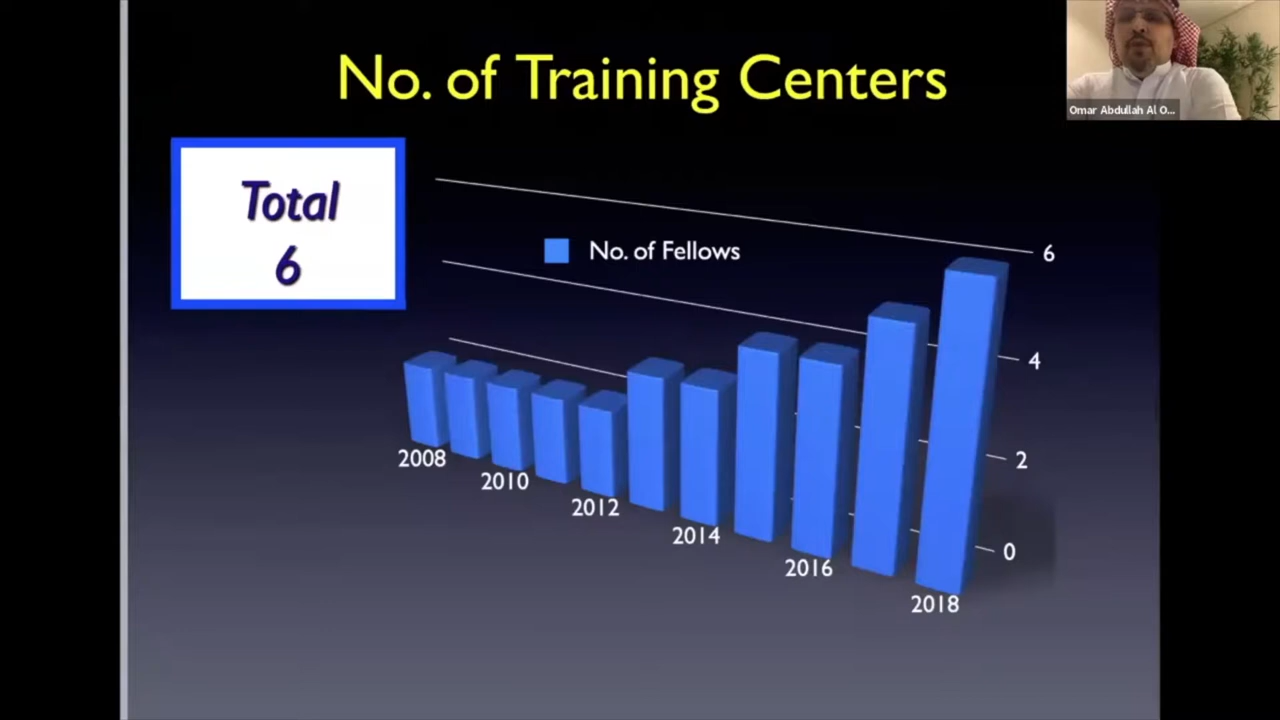 No. of Training Centers
Omar Abdullah Al O...
Total
6
No. of Fellows
6
4
2
0
2008
2010
2012
2014
2016
2018